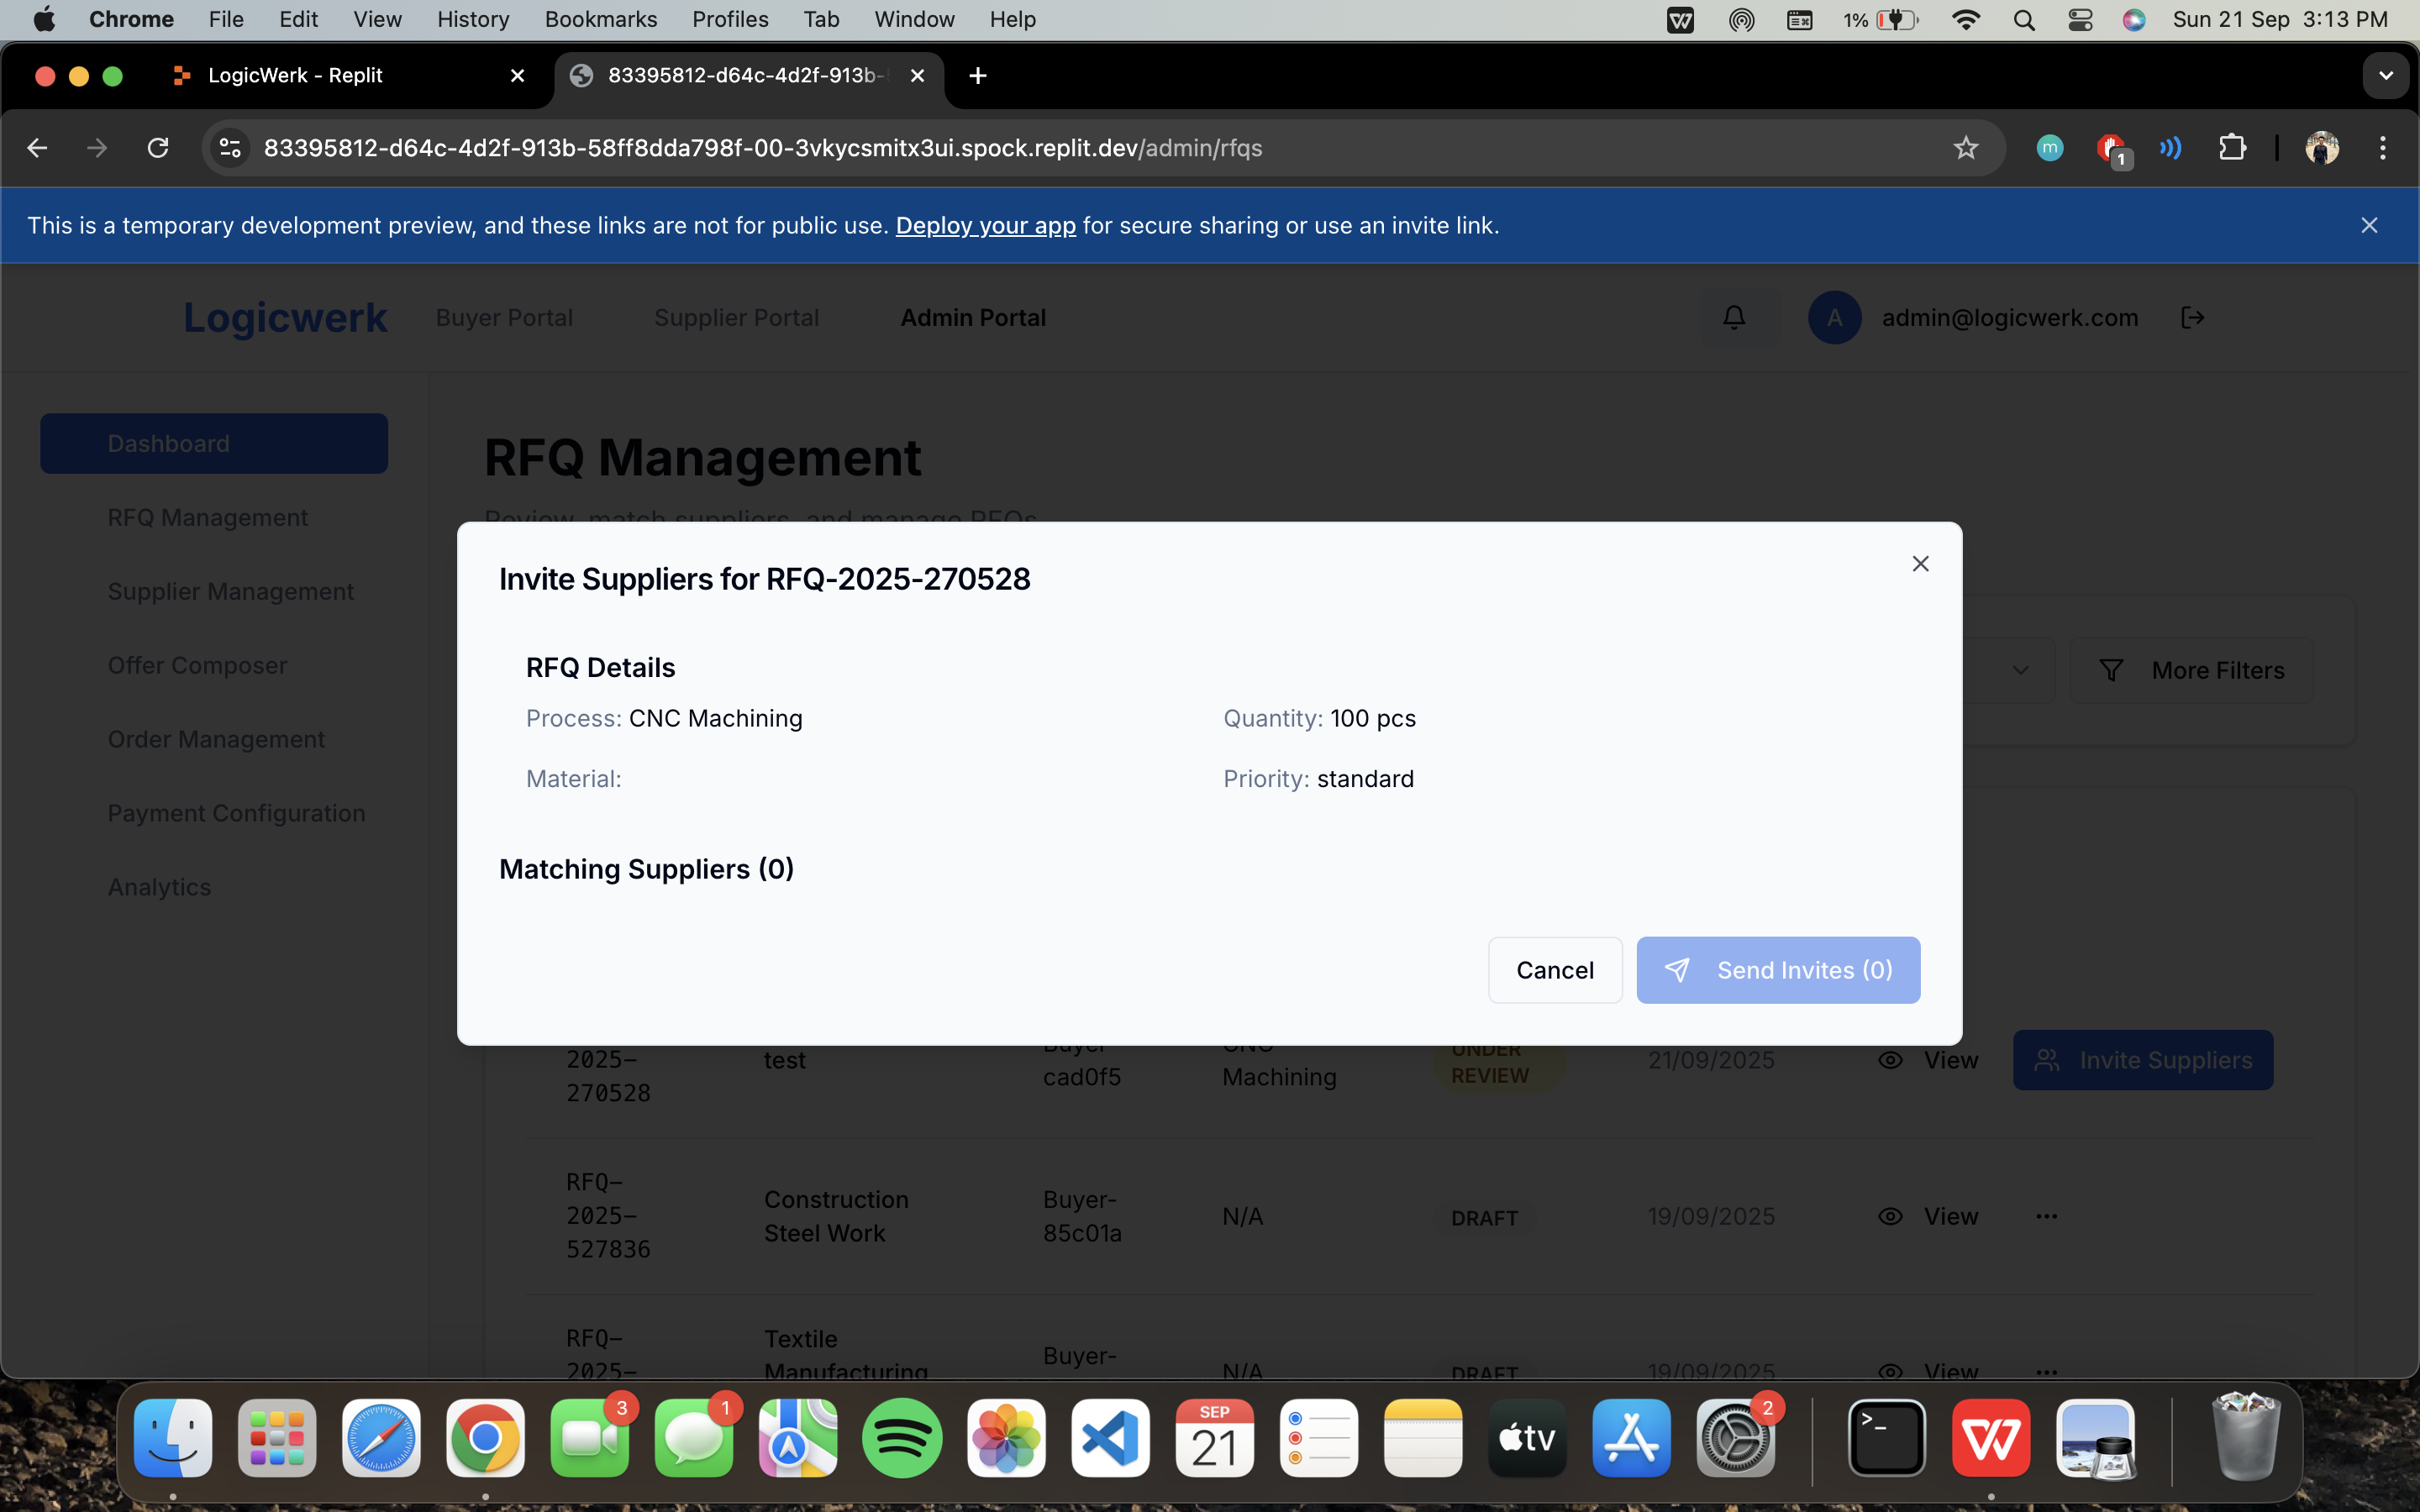 Chrome File Edit View History Bookmarks Profiles Tab Window Help 1% Sun 21 Sep 3:13 PM
LogicWerk - Replit 83395812-d64c-4d2f-913b-
83395812-d64c-4d2f-913b-58ff8dda798f-00-3vkycsmitx3ui.spock.replit.dev/admin/rfqs m 1
This is a temporary development preview, and these links are not for public use. Deploy your app for secure sharing or use an invite link.
Logicwerk Buyer Portal Supplier Portal Admin Portal A admin@logicwerk.com
Dashboard
RFQ Management
Supplier Management
Offer Composer
Order Management
Payment Configuration
Analytics
RFQ Management
Review, match suppliers, and manage RFQs
More Filters
Invite Suppliers for RFQ-2025-270528
RFQ Details
Process: CNC Machining Quantity: 100 pcs
Material: Priority: standard
Matching Suppliers (0)
Cancel Send Invites (0)
2025-
270528
test
Buyer-
cad0f5
CNC
Machining
UNDER
REVIEW
21/09/2025
View
Invite Suppliers
RFQ-
2025-
527836
Construction
Steel Work
Buyer-
85c01a
N/A
DRAFT
19/09/2025
View
RFQ-
2025-
Textile
Manufacturing
Buyer-
N/A
DRAFT
19/09/2025
View
3 1 SEP 21 tv 2